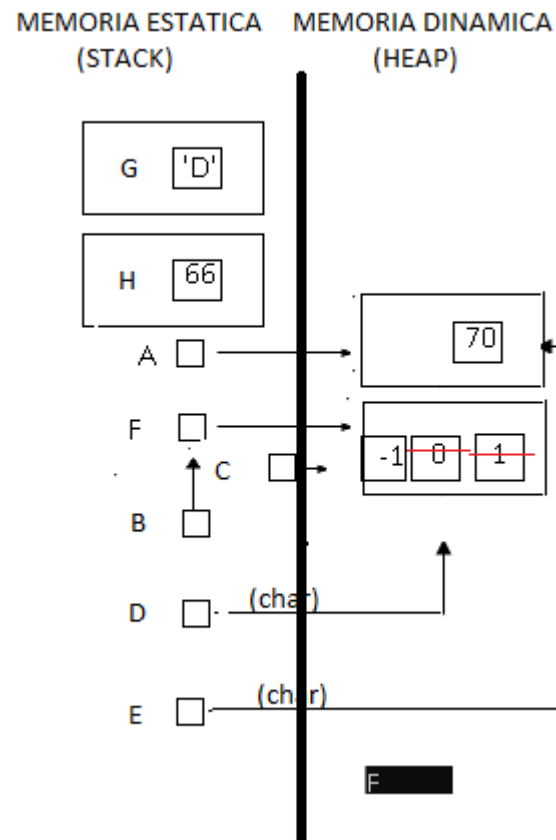 MEMORIA ESTATICA MEMORIA DINAMICA
(STACK) (HEAP)
G 'D'
H 66
A 70
F
C -1 0 1
B
D (char)
E (char)
F